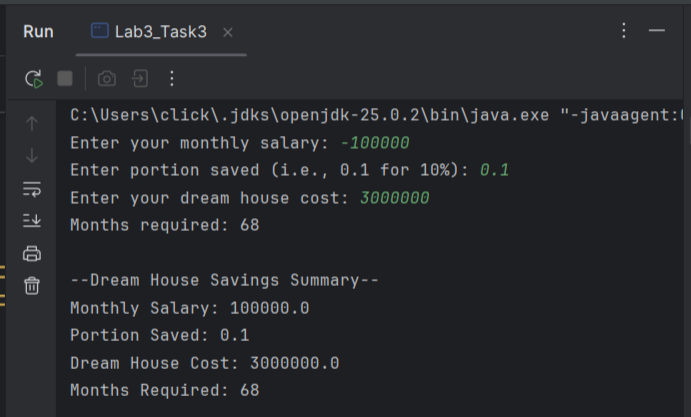 Run Lab3_Task3
C:\Users\click\.jdks\openjdk-25.0.2\bin\java.exe "-javaagent:
Enter your monthly salary: -100000
Enter portion saved (i.e., 0.1 for 10%): 0.1
Enter your dream house cost: 3000000
Months required: 68
--Dream House Savings Summary--
Monthly Salary: 100000.0
Portion Saved: 0.1
Dream House Cost: 3000000.0
Months Required: 68